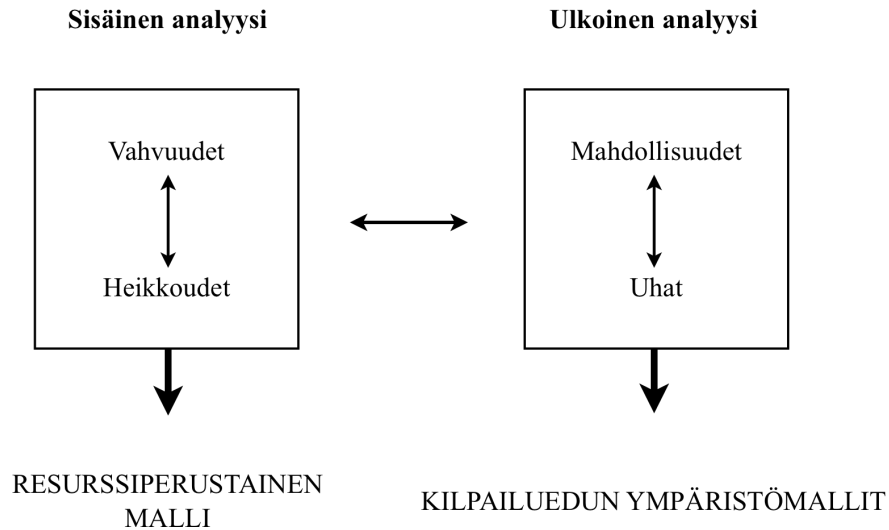 Sisäinen analyysi
Ulkoinen analyysi
Vahvuudet
Heikkoudet
Mahdollisuudet
Uhat
RESURSSIPERUSTAINEN
MALLI
KILPAILUEDUN YMPÄRISTÖMALLIT